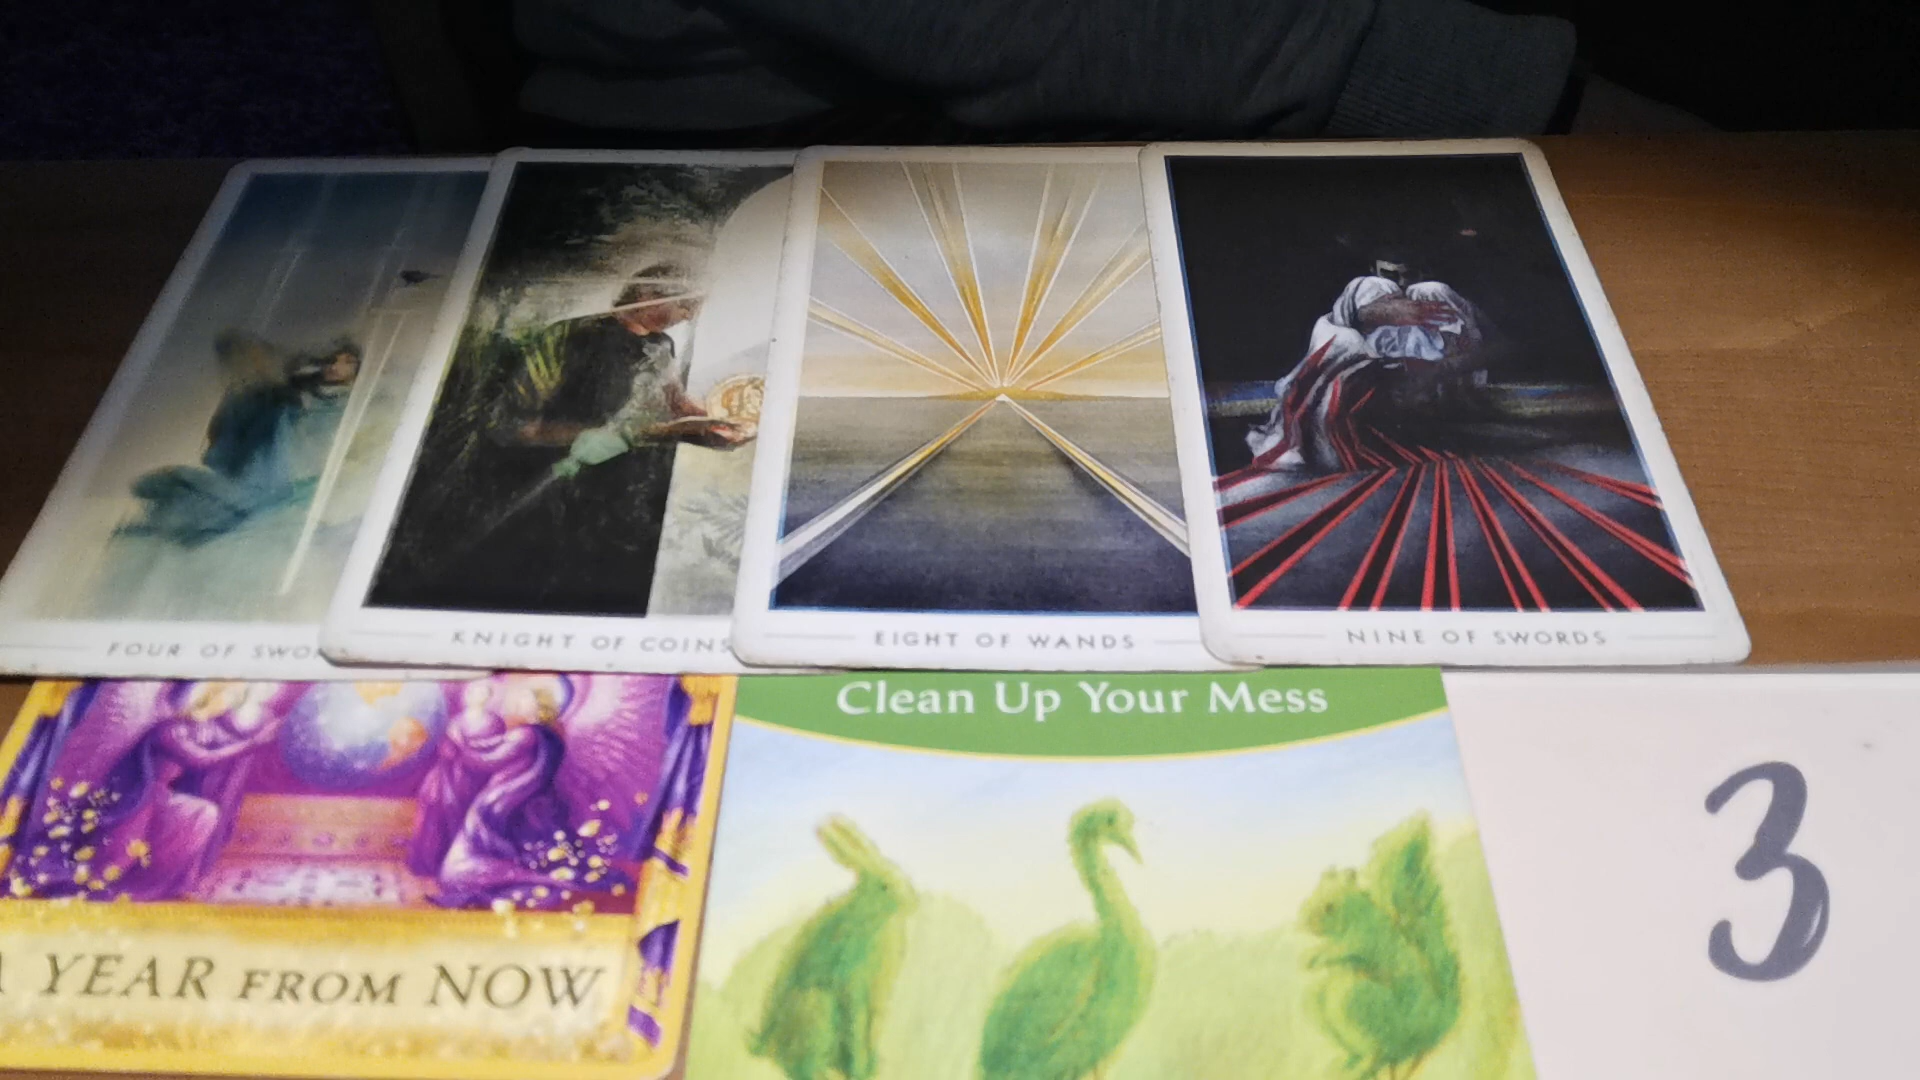 FOUR OF SWO
KNIGHT OF COINS
EIGHT OF WANDS
NINE OF SWORDS
A YEAR FROM NOW
Clean Up Your Mess
3